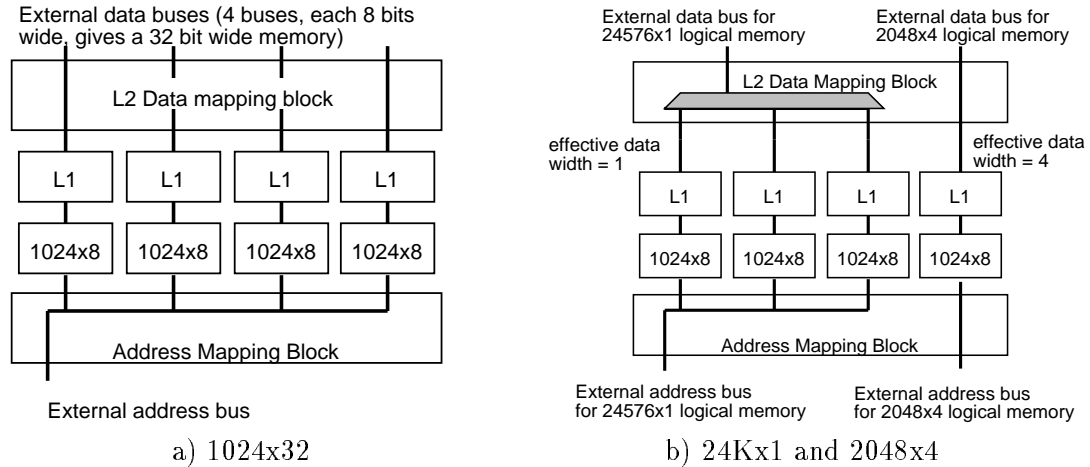 External data buses (4 buses, each 8 bits
wide, gives a 32 bit wide memory)
L2 Data mapping block
L1
L1
L1
L1
1024x8
1024x8
1024x8
1024x8
Address Mapping Block
External address bus
a) 1024x32
External data bus for
24576x1 logical memory
External data bus for
2048x4 logical memory
L2 Data Mapping Block
effective data
width = 1
effective data
width = 4
L1
L1
L1
L1
1024x8
1024x8
1024x8
1024x8
Address Mapping Block
External address bus
for 24576x1 logical memory
External address bus
for 2048x4 logical memory
b) 24Kx1 and 2048x4